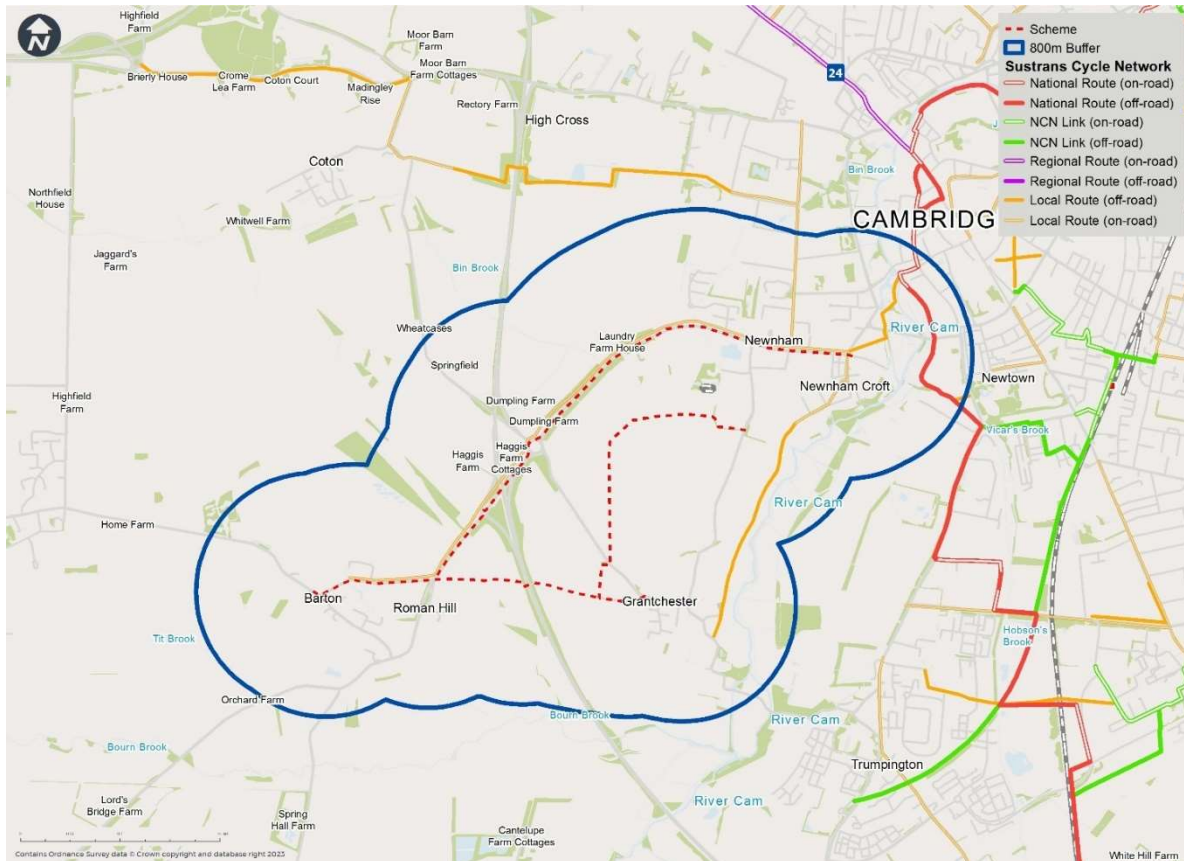 Highfield
Farm
Moor Barn
Farm
Moor Barn
Farm Cottages
Brierly House
Crome
Lea Farm
Coton Court
Madingley
Rise
Rectory Farm
High Cross
Coton
Northfield
House
Whitwell Farm
Jaggard's
Farm
24
Bin Brook
CAMBRIDG
N
Scheme
800m Buffer
Sustrans Cycle Network
National Route (on-road)
National Route (off-road)
NCN Link (on-road)
NCN Link (off-road)
Regional Route (on-road)
Regional Route (off-road)
Local Route (off-road)
Local Route (on-road)
Bin Brook
Wheatcases
Springfield
Laundry
Farm House
Newnham
River Cam
Newnham Croft
Newtown
Highfield
Farm
Dumpling Farm
Dumpling Farm
Haggis
Farm
Haggis
Farm
Cottages
Vicar's Brook
River Cam
Home Farm
Barton
Roman Hill
Grantchester
Hobson's
Brook
Tit Brook
Orchard Farm
Bourn Brook
Bourn Brook
River Cam
Trumpington
Lord's
Bridge Farm
Spring
Hall Farm
River Cam
Cantelupe
Farm Cottages
White Hill Farm
Contains Ordnance Survey data © Crown copyright and database right 2023